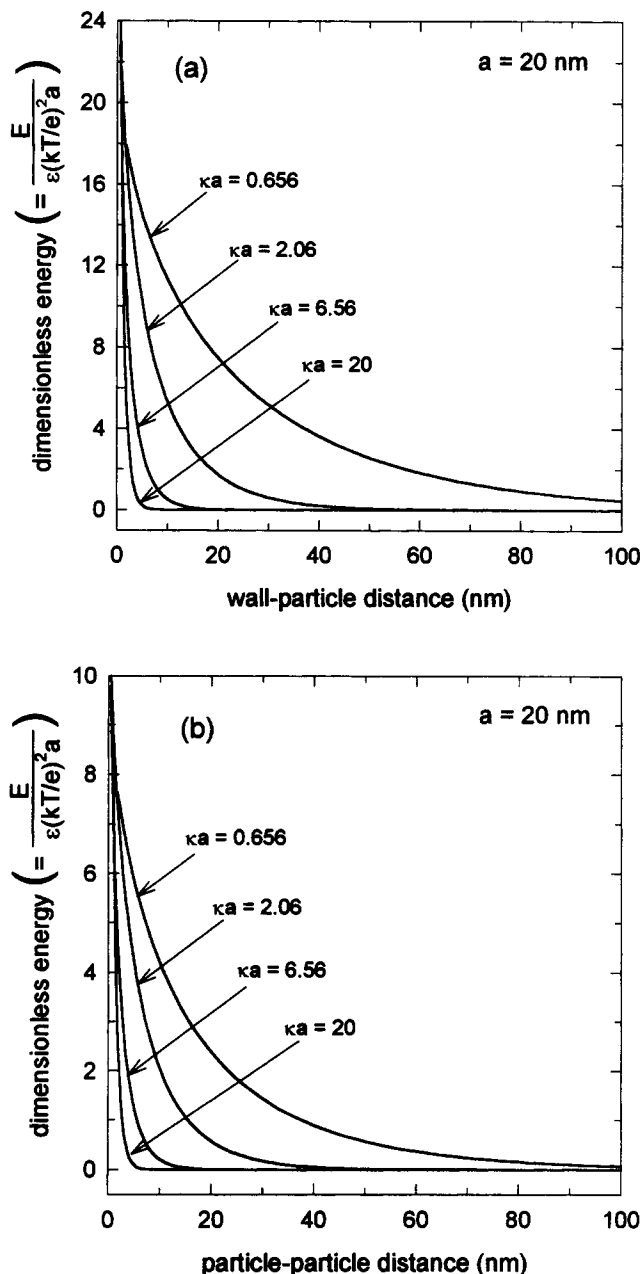 24
20
16
12
8
4
0
dimensionless energy ( = E / ε(kT/e)²a )
(a)
a = 20 nm
κa = 0.656
κa = 2.06
κa = 6.56
κa = 20
0 20 40 60 80 100
wall-particle distance (nm)
10
8
6
4
2
0
dimensionless energy ( = E / ε(kT/e)²a )
(b)
a = 20 nm
κa = 0.656
κa = 2.06
κa = 6.56
κa = 20
0 20 40 60 80 100
particle-particle distance (nm)